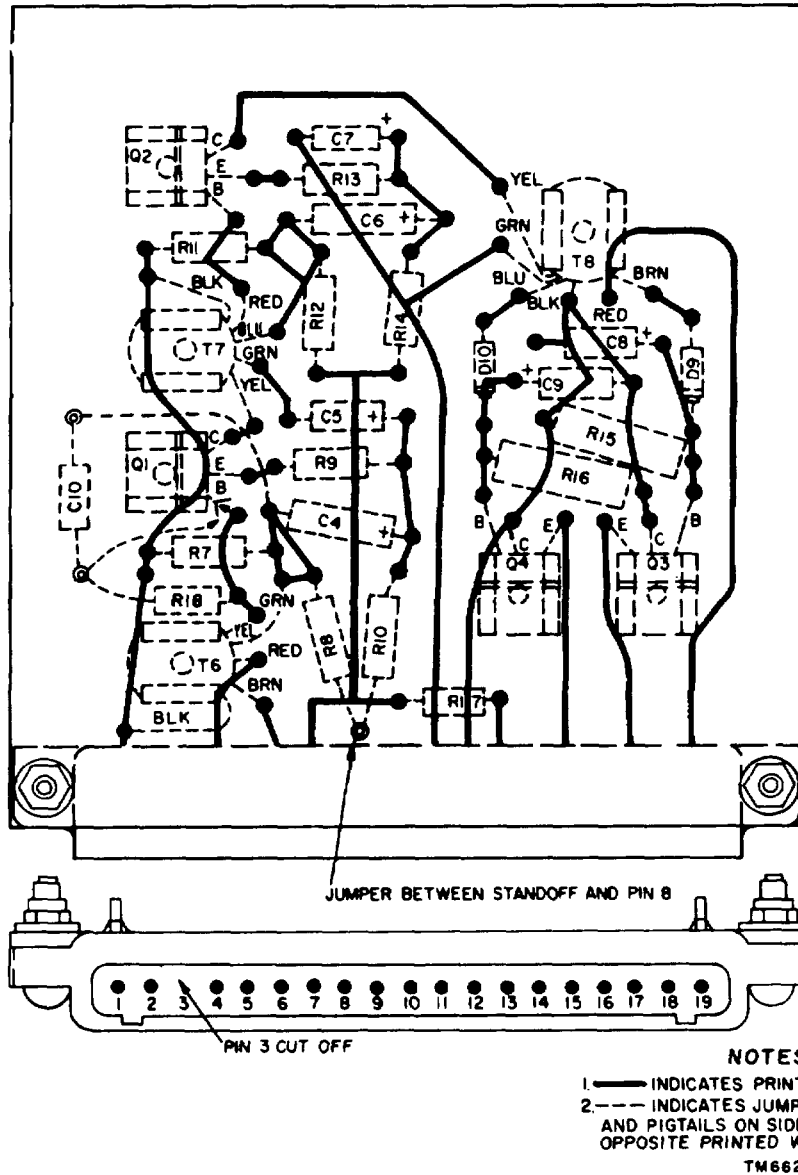 C7 +
Q2 C
E R13
B
YEL
C6 +
GRN
T8
R11
BLK
BLU BRN
RED R12 R14 BLK RED
T7
GRN
YEL
D10 C8 + D9
+ C9
C5 +
R15
Q1 C
E R9
B
C10
R16
C4 +
B C E E C B
R7
Q4 Q3
R18
GRN
YEL
R8 R10
T6 RED
BRN
BLK
R17
JUMPER BETWEEN STANDOFF AND PIN 8
1 2 3 4 5 6 7 8 9 10 11 12 13 14 15 16 17 18 19
PIN 3 CUT OFF
NOTES
1. INDICATES PRINT
2. INDICATES JUMP
AND PIGTAILS ON SID
OPPOSITE PRINTED W
TM662